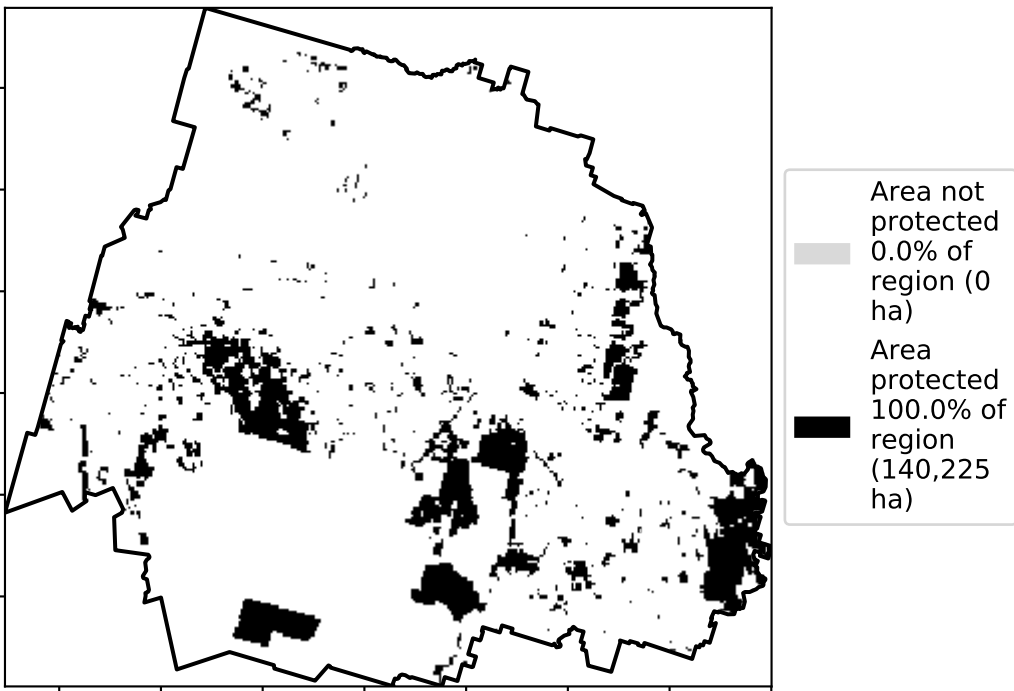 Area not
protected
0.0% of
region (0
ha)
Area
protected
100.0% of
region
(140,225
ha)